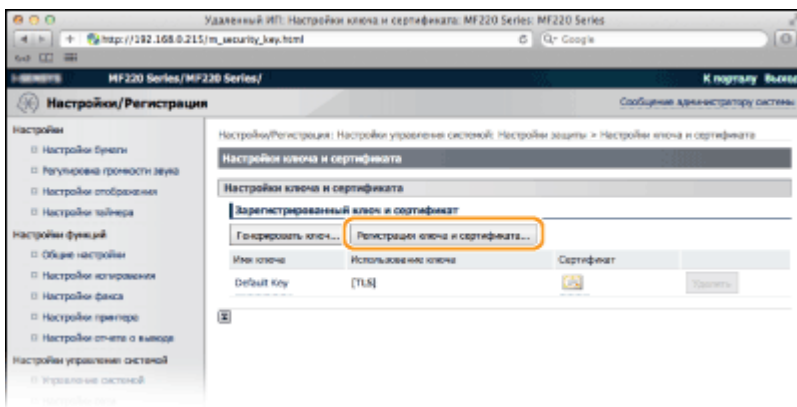 Удаленный ИП: Настройки ключа и сертификата: MF220 Series: MF220 Series
http://192.168.0.215/m_security_key.html
Q- Google
MF220 Series/MF220 Series/
К порталу Выход
Настройки/Регистрация
Сообщение администратору системы
Настройки
Настройки/Регистрация: Настройки управления системой: Настройки защиты > Настройки ключа и сертификата
Настройки бумаги
Настройки ключа и сертификата
Регулировка громкости звука
Настройки отображения
Настройки ключа и сертификата
Настройки таймера
Зарегистрированный ключ и сертификат
Настройки функций
Генерировать ключ... Регистрация ключа и сертификата...
Общие настройки
Имя ключа Использование ключа Сертификат
Настройки копирования
Default Key [TLS] Удалить
Настройки факса
Настройки принтера
Настройки отчета о выводе
Настройки управления системой
Управление системой